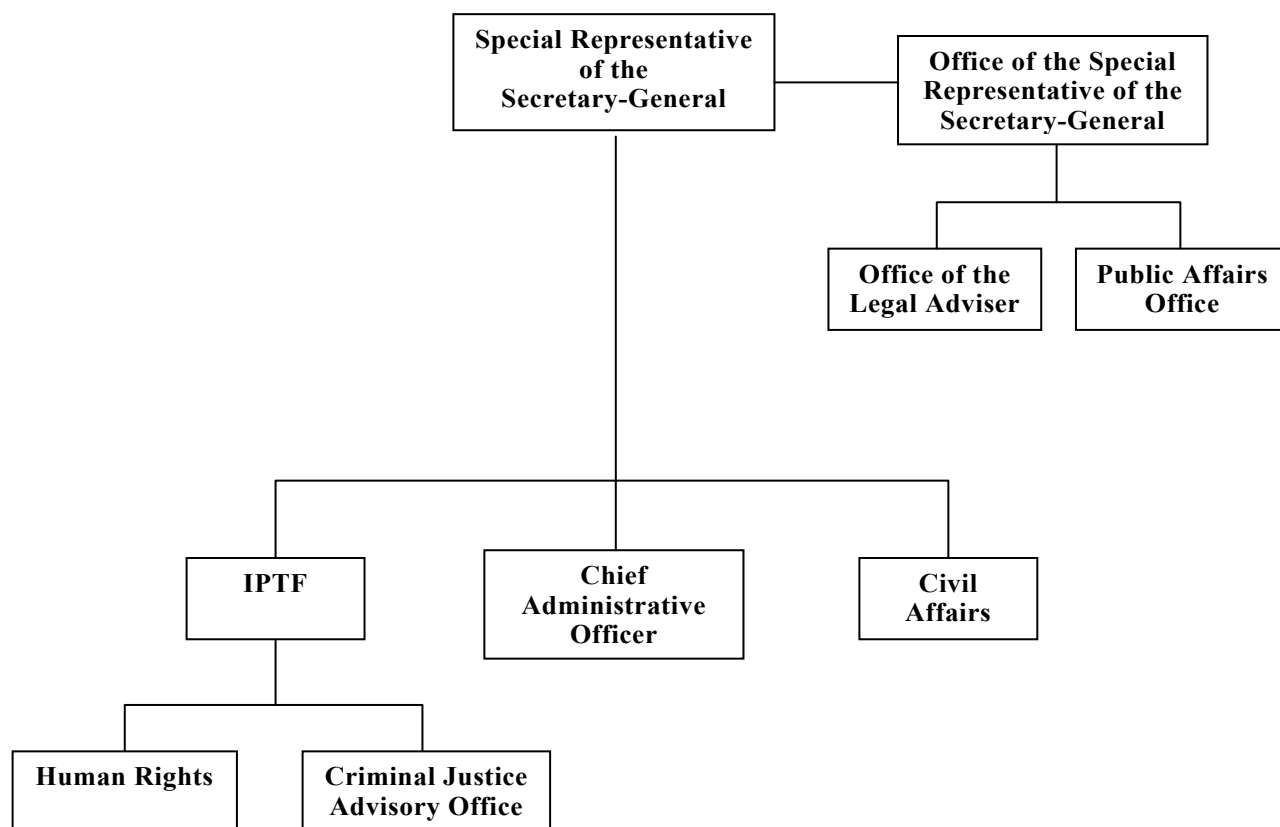 Special Representative
of the
Secretary-General
Office of the Special
Representative of the
Secretary-General
Office of the
Legal Adviser
Public Affairs
Office
IPTF
Chief
Administrative
Officer
Civil
Affairs
Human Rights
Criminal Justice
Advisory Office